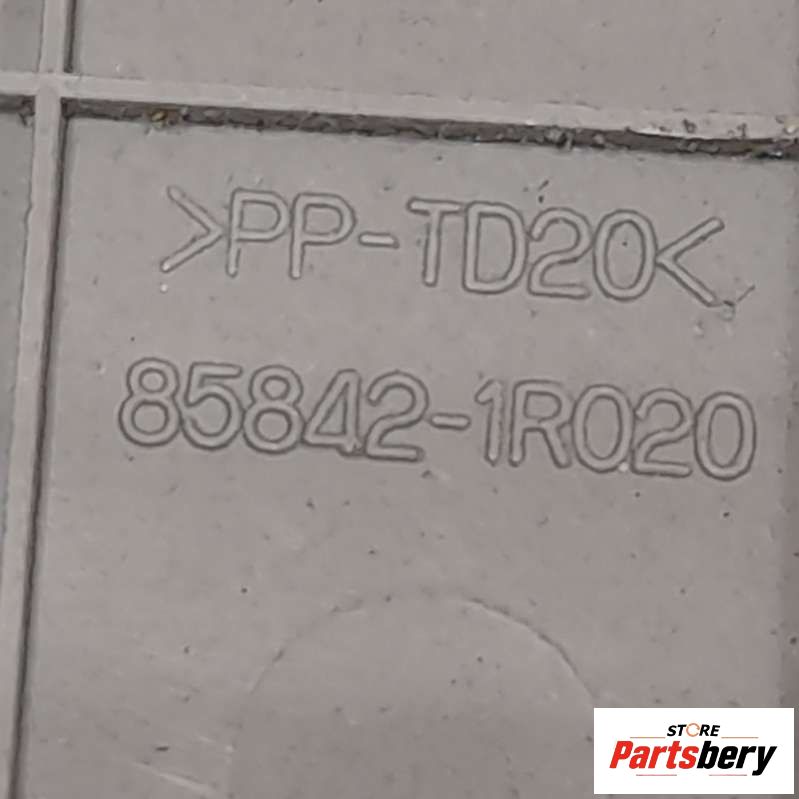 >PP-TD20<
85842-1R020
STORE
Partsbery